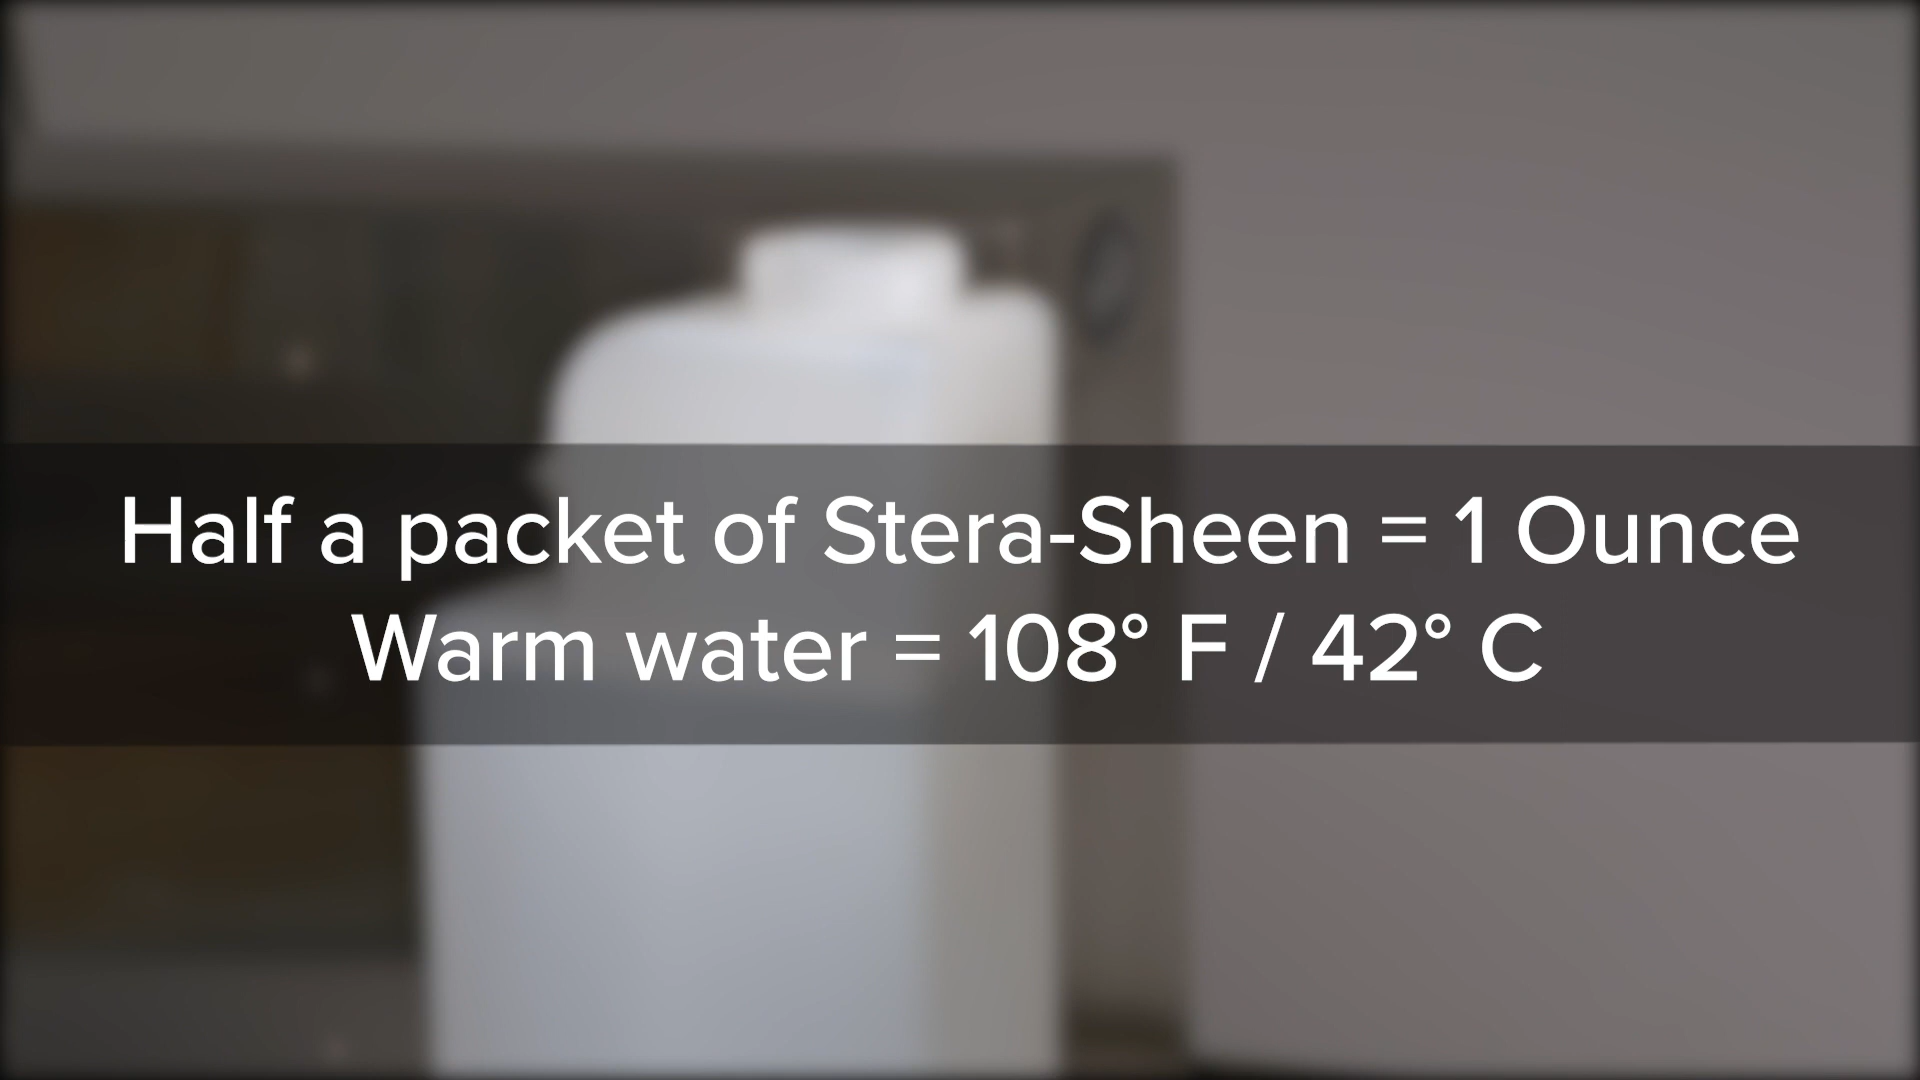 Half a packet of Stera-Sheen = 1 Ounce
Warm water = 108° F / 42° C